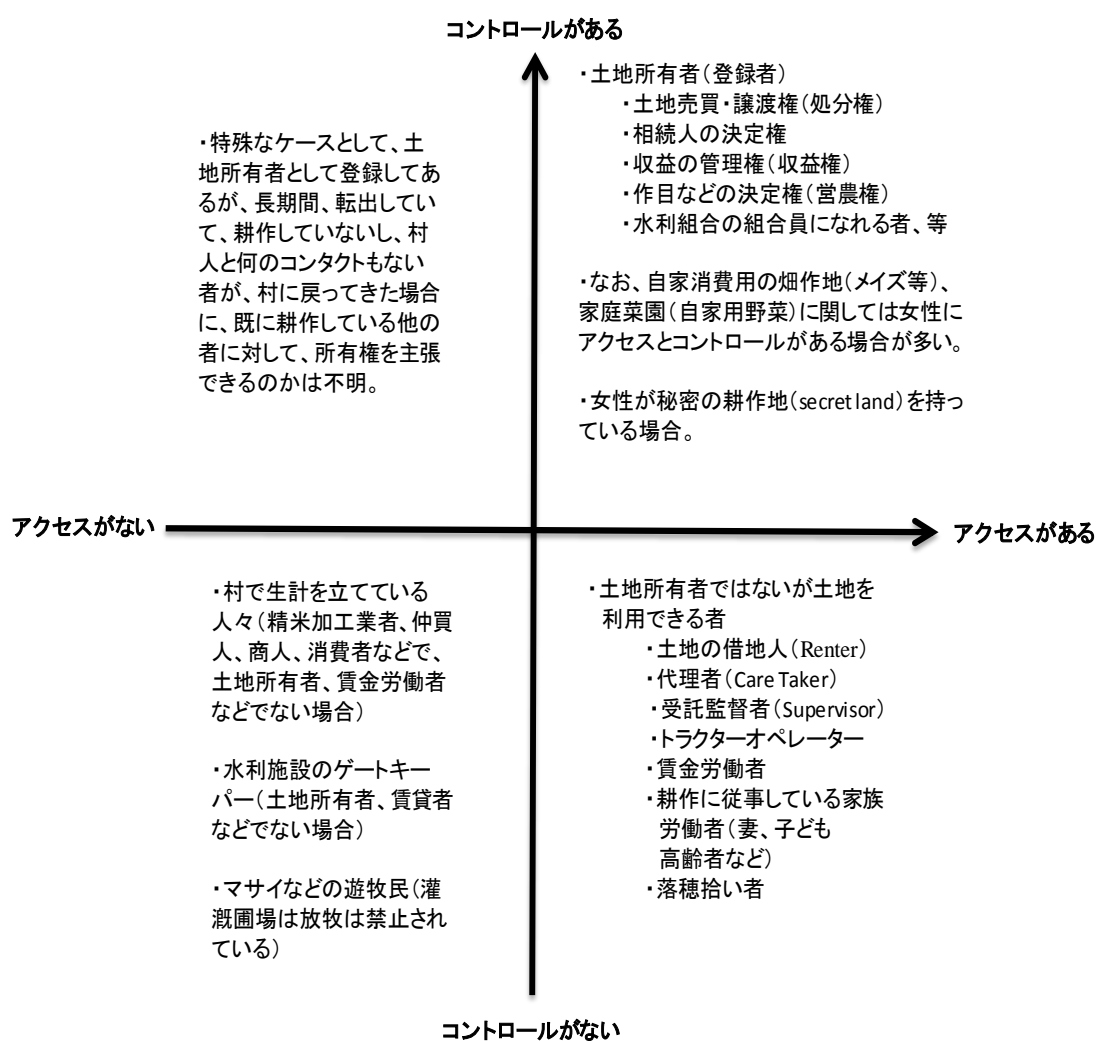 コントロールがある
・土地所有者（登録者）
・土地売買・譲渡権（処分権）
・相続人の決定権
・収益の管理権（収益権）
・作目などの決定権（営農権）
・水利組合の組合員になれる者、等
・なお、自家消費用の畑作地（メイズ等）、
家庭菜園（自家用野菜）に関しては女性に
アクセスとコントロールがある場合が多い。
・女性が秘密の耕作地（secret land）を持っ
ている場合。
・特殊なケースとして、土
地所有者として登録してあ
るが、長期間、転出してい
て、耕作していないし、村
人と何のコンタクトもない
者が、村に戻ってきた場合
に、既に耕作している他の
者に対して、所有権を主張
できるのかは不明。
アクセスがない
アクセスがある
・村で生計を立てている
人々（精米加工業者、仲買
人、商人、消費者などで、
土地所有者、賃金労働者
などでない場合）
・水利施設のゲートキー
パー（土地所有者、賃貸者
などでない場合）
・マサイなどの遊牧民（灌
漑圃場は放牧は禁止され
ている）
・土地所有者ではないが土地を
利用できる者
・土地の借地人（Renter）
・代理者（Care Taker）
・受託監督者（Supervisor）
・トラクターオペレーター
・賃金労働者
・耕作に従事している家族
労働者（妻、子ども
高齢者など）
・落穂拾い者
コントロールがない